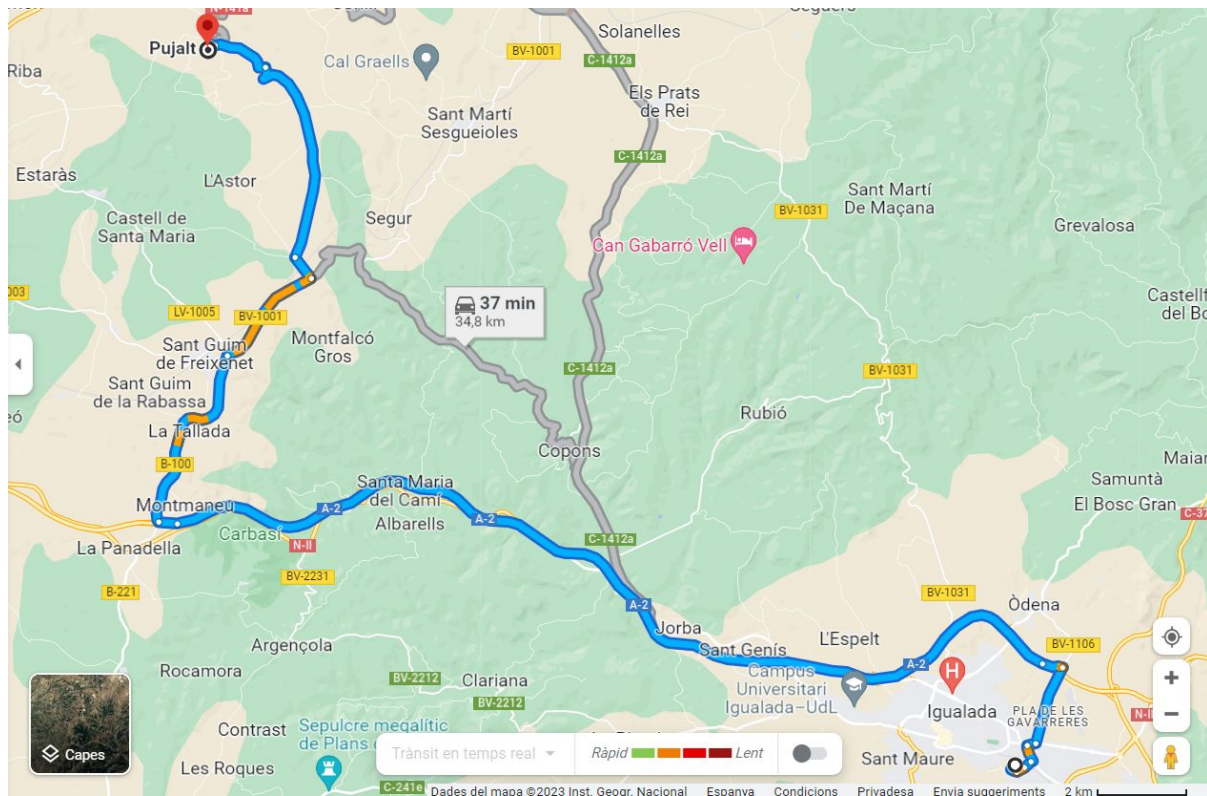 N-141a
Seguers
Pujalt
Solanelles
BV-1001
C-1412a
Cal Graells
Riba
Els Prats
de Rei
Sant Martí
Sesgueioles
C-1412a
Estaràs
L'Astor
Sant Martí
De Maçana
Castell de
Santa Maria
Segur
BV-1031
Grevalosa
Can Gabarró Vell
003
37 min
34,8 km
Castellf
del Bo
LV-1005
BV-1001
Montfalcó
Gros
Sant Guim
de Freixenet
C-1412a
BV-1031
Sant Guim
de la Rabassa
eó
Rubió
La Tallada
B-100
Copons
Maian
Samuntà
El Bosc Gran
C-37
Santa Maria
del Camí
Montmaneu
A-2
A-2
Albarells
Carbasí
N-II
La Panadella
C-1412a
BV-2231
B-221
BV-1031
A-2
Òdena
Jorba
L'Espelt
BV-1106
Argençola
Sant Genís
Rocamora
A-2
Campus
Universitari
Igualada-UdL
H
BV-2212
Clariana
BV-2212
Igualada
PLA DE LES
GAVARRERES
N-II
Contrast
Sepulcre megalític
de Plans
Capes
Trànsit en temps real
Ràpid
Lent
Sant Maure
Les Roques
C-241e
Dades del mapa ©2023 Inst. Geogr. Nacional Espanya Condicions Privadesa Envia suggeriments 2 km